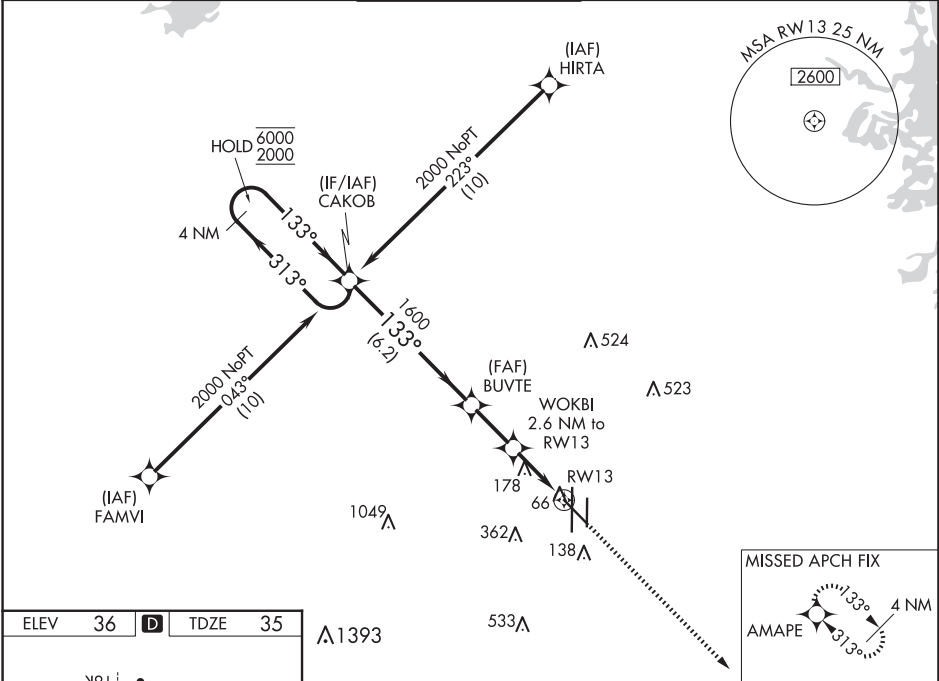 (IAF)
HIRTA
MSA RW13 25 NM
2600
HOLD 6000
2000
2000 NoPT
223°
(10)
(IF/IAF)
CAKOB
4 NM
133°
313°
1600
133°
(6.2)
524
(FAF)
BUVTE
523
2000 NoPT
043°
(10)
WOKBI
2.6 NM to
RW13
RW13
178
66
(IAF)
FAMVI
1049
362
138
MISSED APCH FIX
133°
4 NM
AMAPE
313°
ELEV 36 D TDZE 35
1393
533